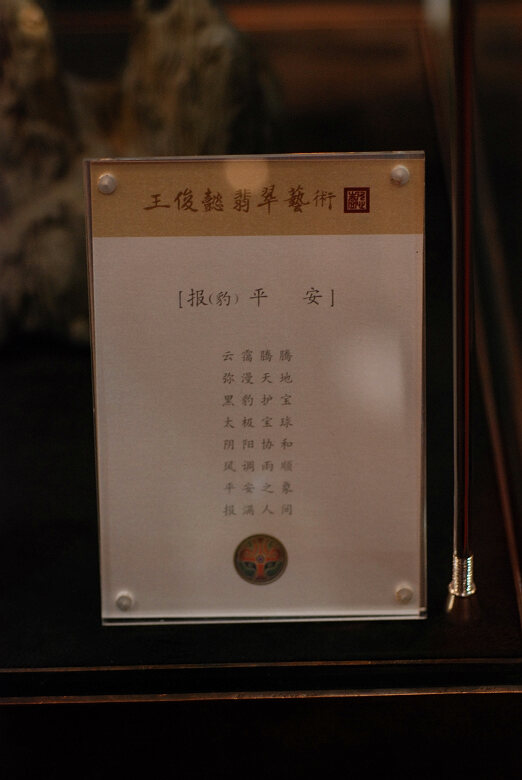 王俊懿翡翠藝術
[报(豹)平 安]
云霭腾腾
弥漫天地
黑豹护宝
太极宝球
阴阳协和
风调雨顺
平安之象
报满人间